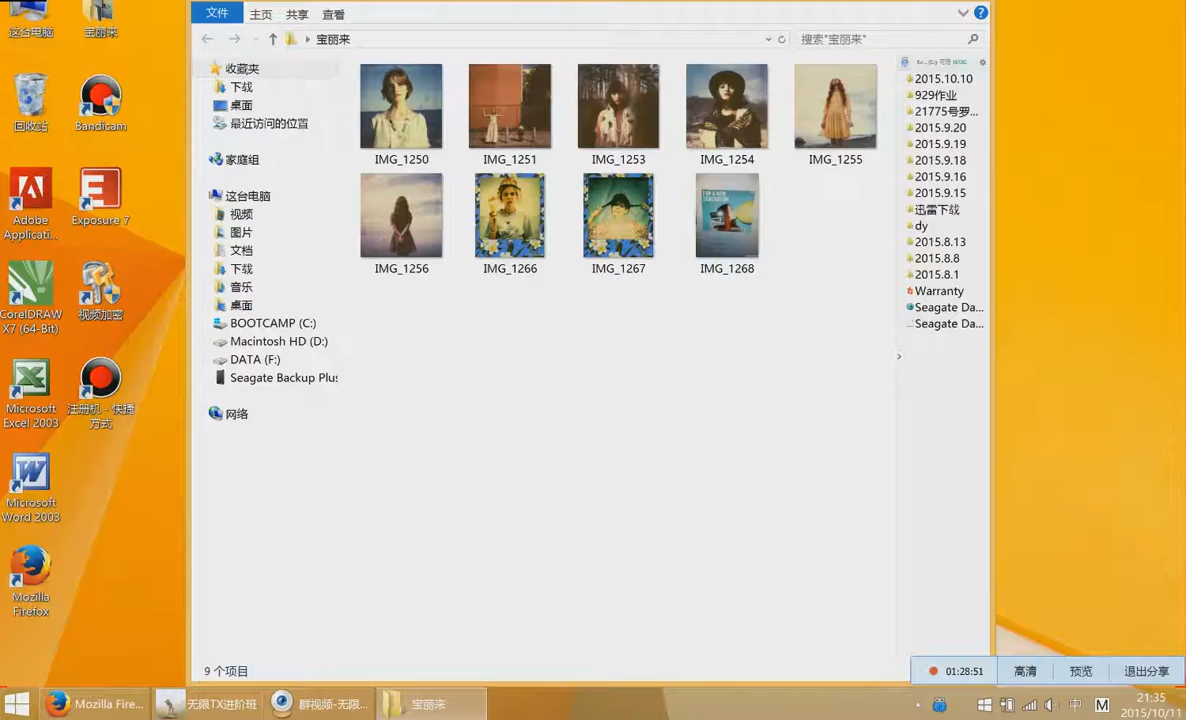 文件
主页
共享
查看
宝丽来
搜索"宝丽来"
这台电脑
宝丽来
回收站
Bandicam
Adobe
Applicati...
Exposure 7
CorelDRAW
X7 (64-Bit)
视频加密
Microsoft
Excel 2003
注册机 - 快捷
方式
Microsoft
Word 2003
Mozilla
Firefox
收藏夹
下载
桌面
最近访问的位置
家庭组
这台电脑
视频
图片
文档
下载
音乐
桌面
BOOTCAMP (C:)
Macintosh HD (D:)
DATA (F:)
Seagate Backup Plus
网络
IMG_1250
IMG_1251
IMG_1253
IMG_1254
IMG_1255
IMG_1256
IMG_1266
IMG_1267
IMG_1268
2015.10.10
929作业
21775号罗...
2015.9.20
2015.9.19
2015.9.18
2015.9.16
2015.9.15
迅雷下载
dy
2015.8.13
2015.8.8
2015.8.1
Warranty
Seagate Da...
Seagate Da...
9 个项目
01:28:51
高清
预览
退出分享
Mozilla Fire...
无限TX进阶班
群视频-无限...
宝丽来
中
M
21:35
2015/10/11